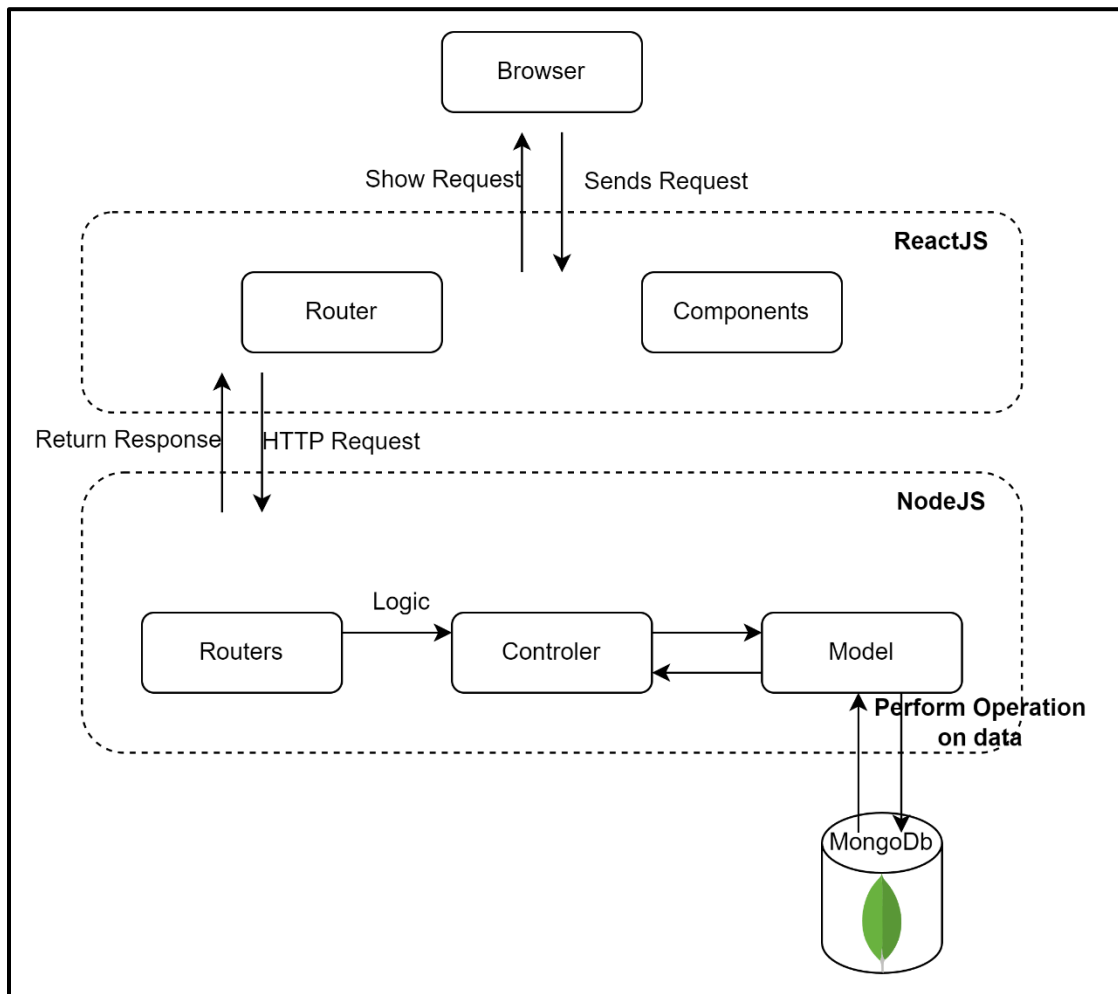 Browser
Show Request
Sends Request
ReactJS
Router
Components
Return Response
HTTP Request
NodeJS
Logic
Routers
Controler
Model
Perform Operation
on data
MongoDb